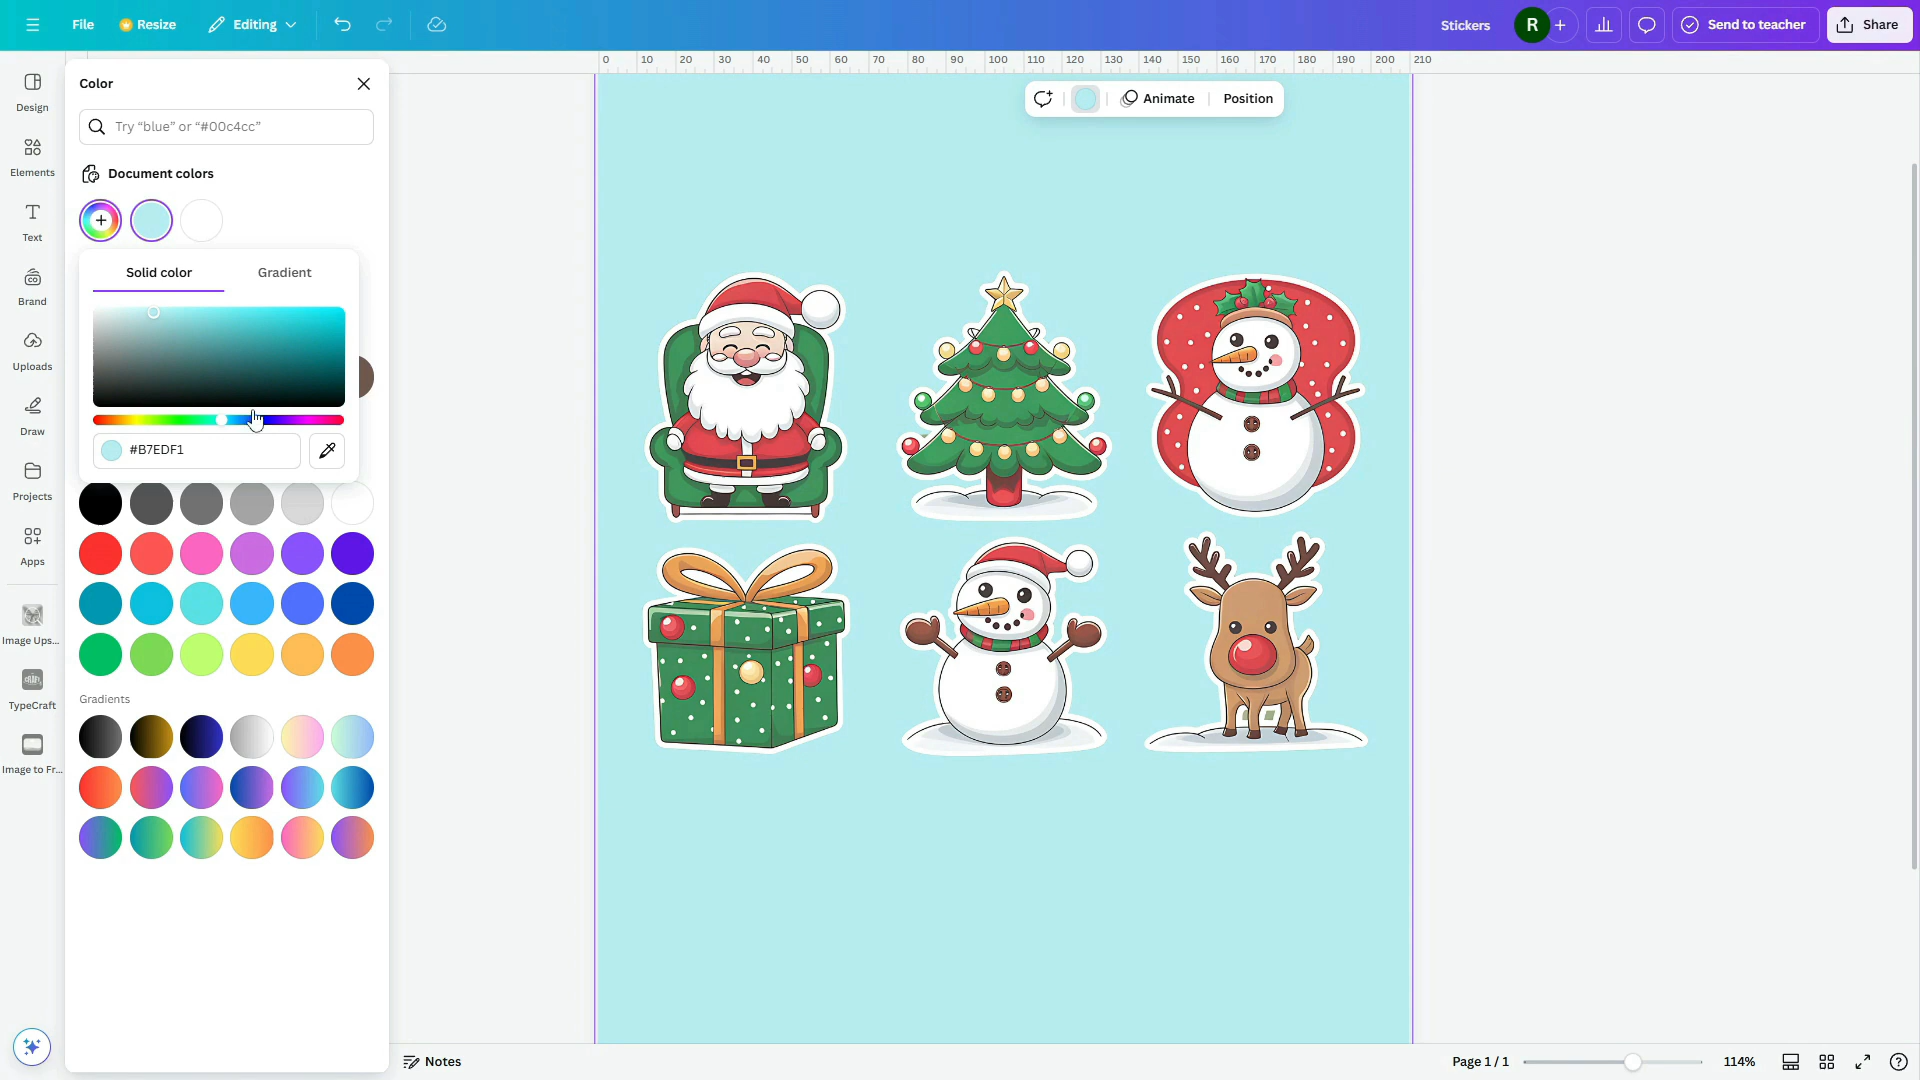 File
Resize
Editing
Stickers
R
Send to teacher
Share
Design
Elements
Text
Brand
Uploads
Draw
Projects
Apps
Image Ups...
TypeCraft
Image to Fr...
Color
Try “blue” or “#00c4cc”
Document colors
Solid color
Gradient
#B7EDF1
Gradients
0 10 20 30 40 50 60 70 80 90 100 110 120 130 140 150 160 170 180 190 200 210
Animate
Position
Notes
Page 1 / 1
114%